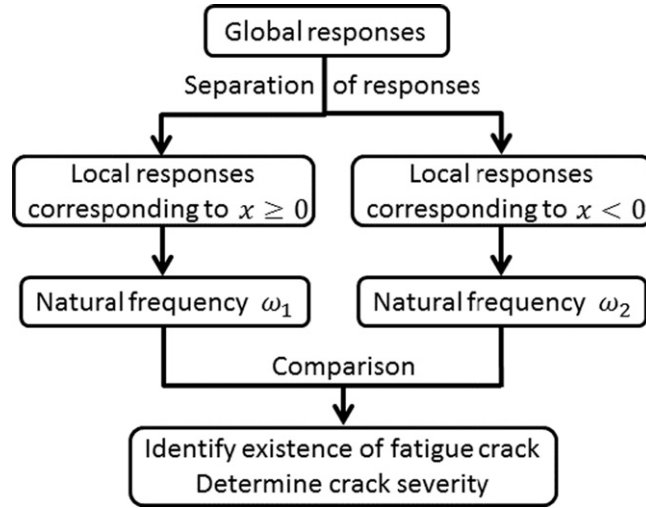 Global responses
Separation of responses
Local responses
corresponding to x ≥ 0
Local responses
corresponding to x < 0
Natural frequency ω₁
Natural frequency ω₂
Comparison
Identify existence of fatigue crack
Determine crack severity